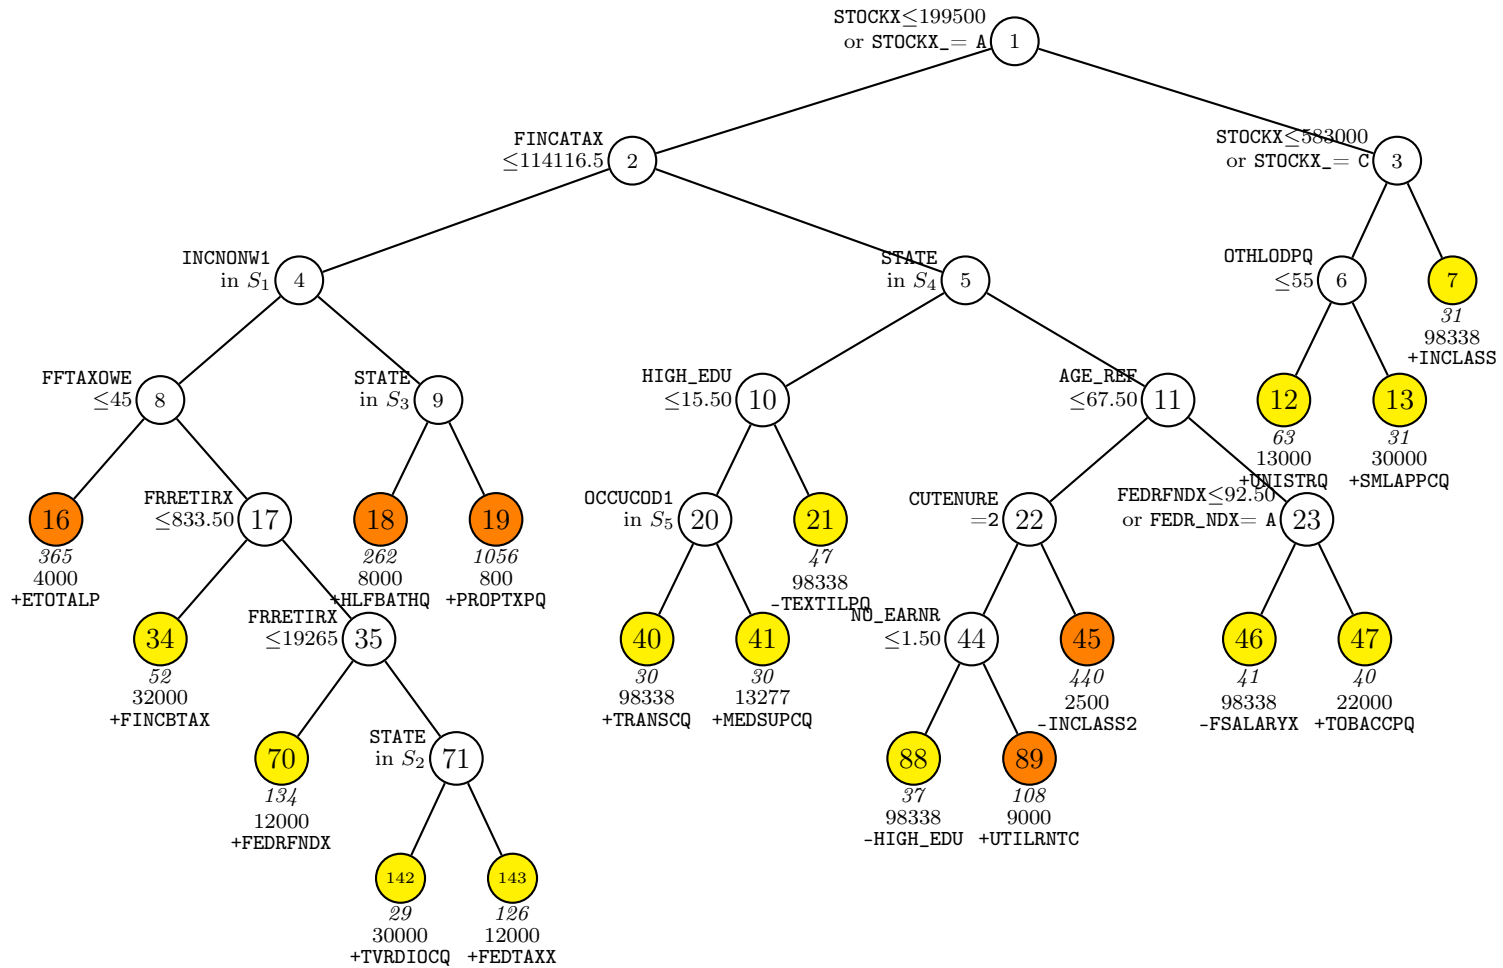 STOCKX≤199500
or STOCKX_= A
1
FINCATAX
≤114116.5
2
STOCKX≤583000
or STOCKX_= C
3
INCNONW1
in S1
4
STATE
in S4
5
OTHLODPQ
≤55
6
7
31
98338
+INCLASS
FFTAXOWE
≤45
8
STATE
in S3
9
HIGH_EDU
≤15.50
10
AGE_REF
≤67.50
11
12
63
13000
+UNISTRQ
13
31
30000
+SMLAPPCQ
16
365
4000
+ETOTALP
FRRETIRX
≤833.50
17
18
262
8000
+HLFBATHQ
19
1056
800
+PROPTXPQ
OCCUCOD1
in S5
20
21
47
98338
-TEXTILPQ
CUTENURE
=2
22
FEDRFNDX≤92.50
or FEDR_NDX= A
23
34
52
32000
+FINCBTAX
FRRETIRX
≤19265
35
40
30
98338
+TRANSCQ
41
30
13277
+MEDSUPCQ
NO_EARNR
≤1.50
44
45
440
2500
-INCLASS2
46
41
98338
-FSALARYX
47
40
22000
+TOBACCPQ
70
134
12000
+FEDRFNDX
STATE
in S2
71
88
37
98338
-HIGH_EDU
89
108
9000
+UTILRNTC
142
29
30000
+TVRDIOCQ
143
126
12000
+FEDTAXX